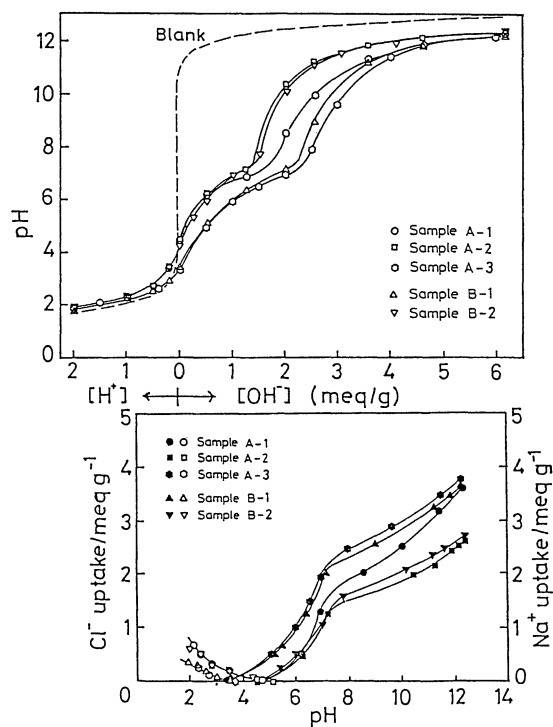 12
10
8
6
4
2
0
pH
Blank
Sample A-1
Sample A-2
Sample A-3
Sample B-1
Sample B-2
2 1 0 1 2 3 4 5 6
[H⁺] [OH⁻] (meq/g)
5
4
3
2
1
0
Cl⁻ uptake/meq g⁻¹
Sample A-1
Sample A-2
Sample A-3
Sample B-1
Sample B-2
5
4
3
2
1
0
Na⁺ uptake/meq g⁻¹
2 4 6 8 10 12 14
pH